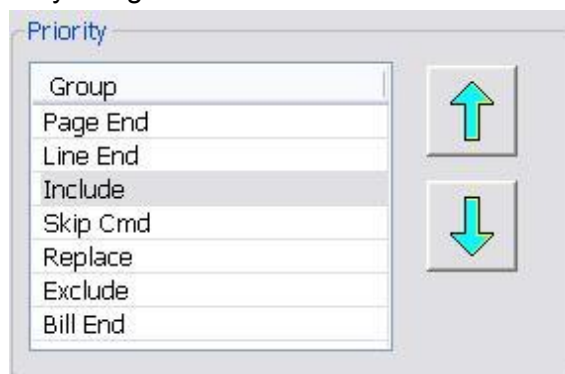 Priority
Group
Page End
Line End
Include
Skip Cmd
Replace
Exclude
Bill End